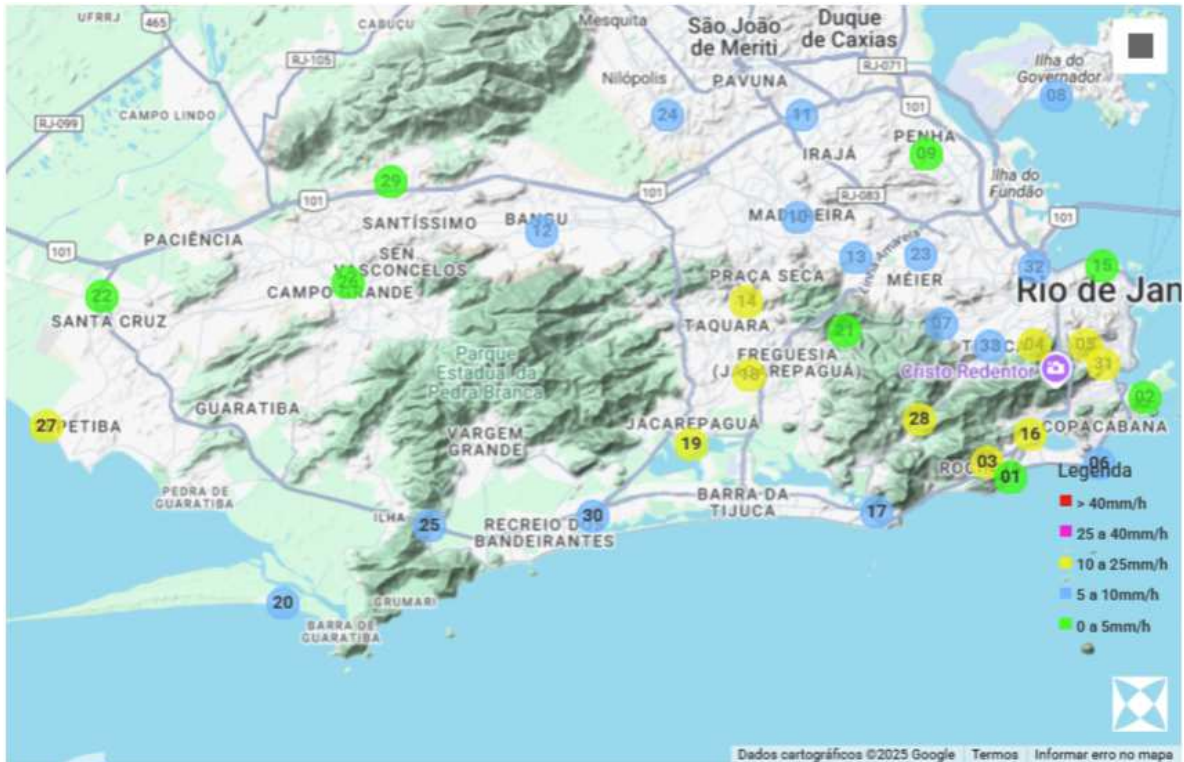 UFRRJ
465
CABUÇU
Mesquita
São João
de Meriti
Duque
de Caxias
RJ-105
Nilópolis
PAVUNA
RJ-071
Ilha do
Governador
08
RJ-099
CAMPO LINDO
24
11
101
PENHA
09
IRAJÁ
29
101
101
RJ-083
Ilha do
Fundão
SANTÍSSIMO
BANGU
12
10
101
PACIÊNCIA
101
SEN
VASCONCELOS
CAMPO GRANDE
13
23
MÉIER
PRAÇA SECA
32
15
Rio de Jan
22
SANTA CRUZ
14
TAQUARA
21
07
33
04
05
31
Parque
Estadual da
Pedra Branca
FREGUESIA
18
Cristo Redentor
02
GUARATIBA
27
PETIBA
VARGEM
GRANDE
JACAREPAGUÁ
19
28
16
COPACABANA
03
01
06
Legenda
> 40mm/h
25 a 40mm/h
10 a 25mm/h
5 a 10mm/h
0 a 5mm/h
PEDRA DE
GUARATIBA
ILHA
25
RECREIO D
BANDEIRANTES
30
BARRA DA
TIJUCA
17
20
GRUMARI
BARRA DE
GUARATIBA
Dados cartográficos ©2025 Google
Termos
Informar erro no mapa